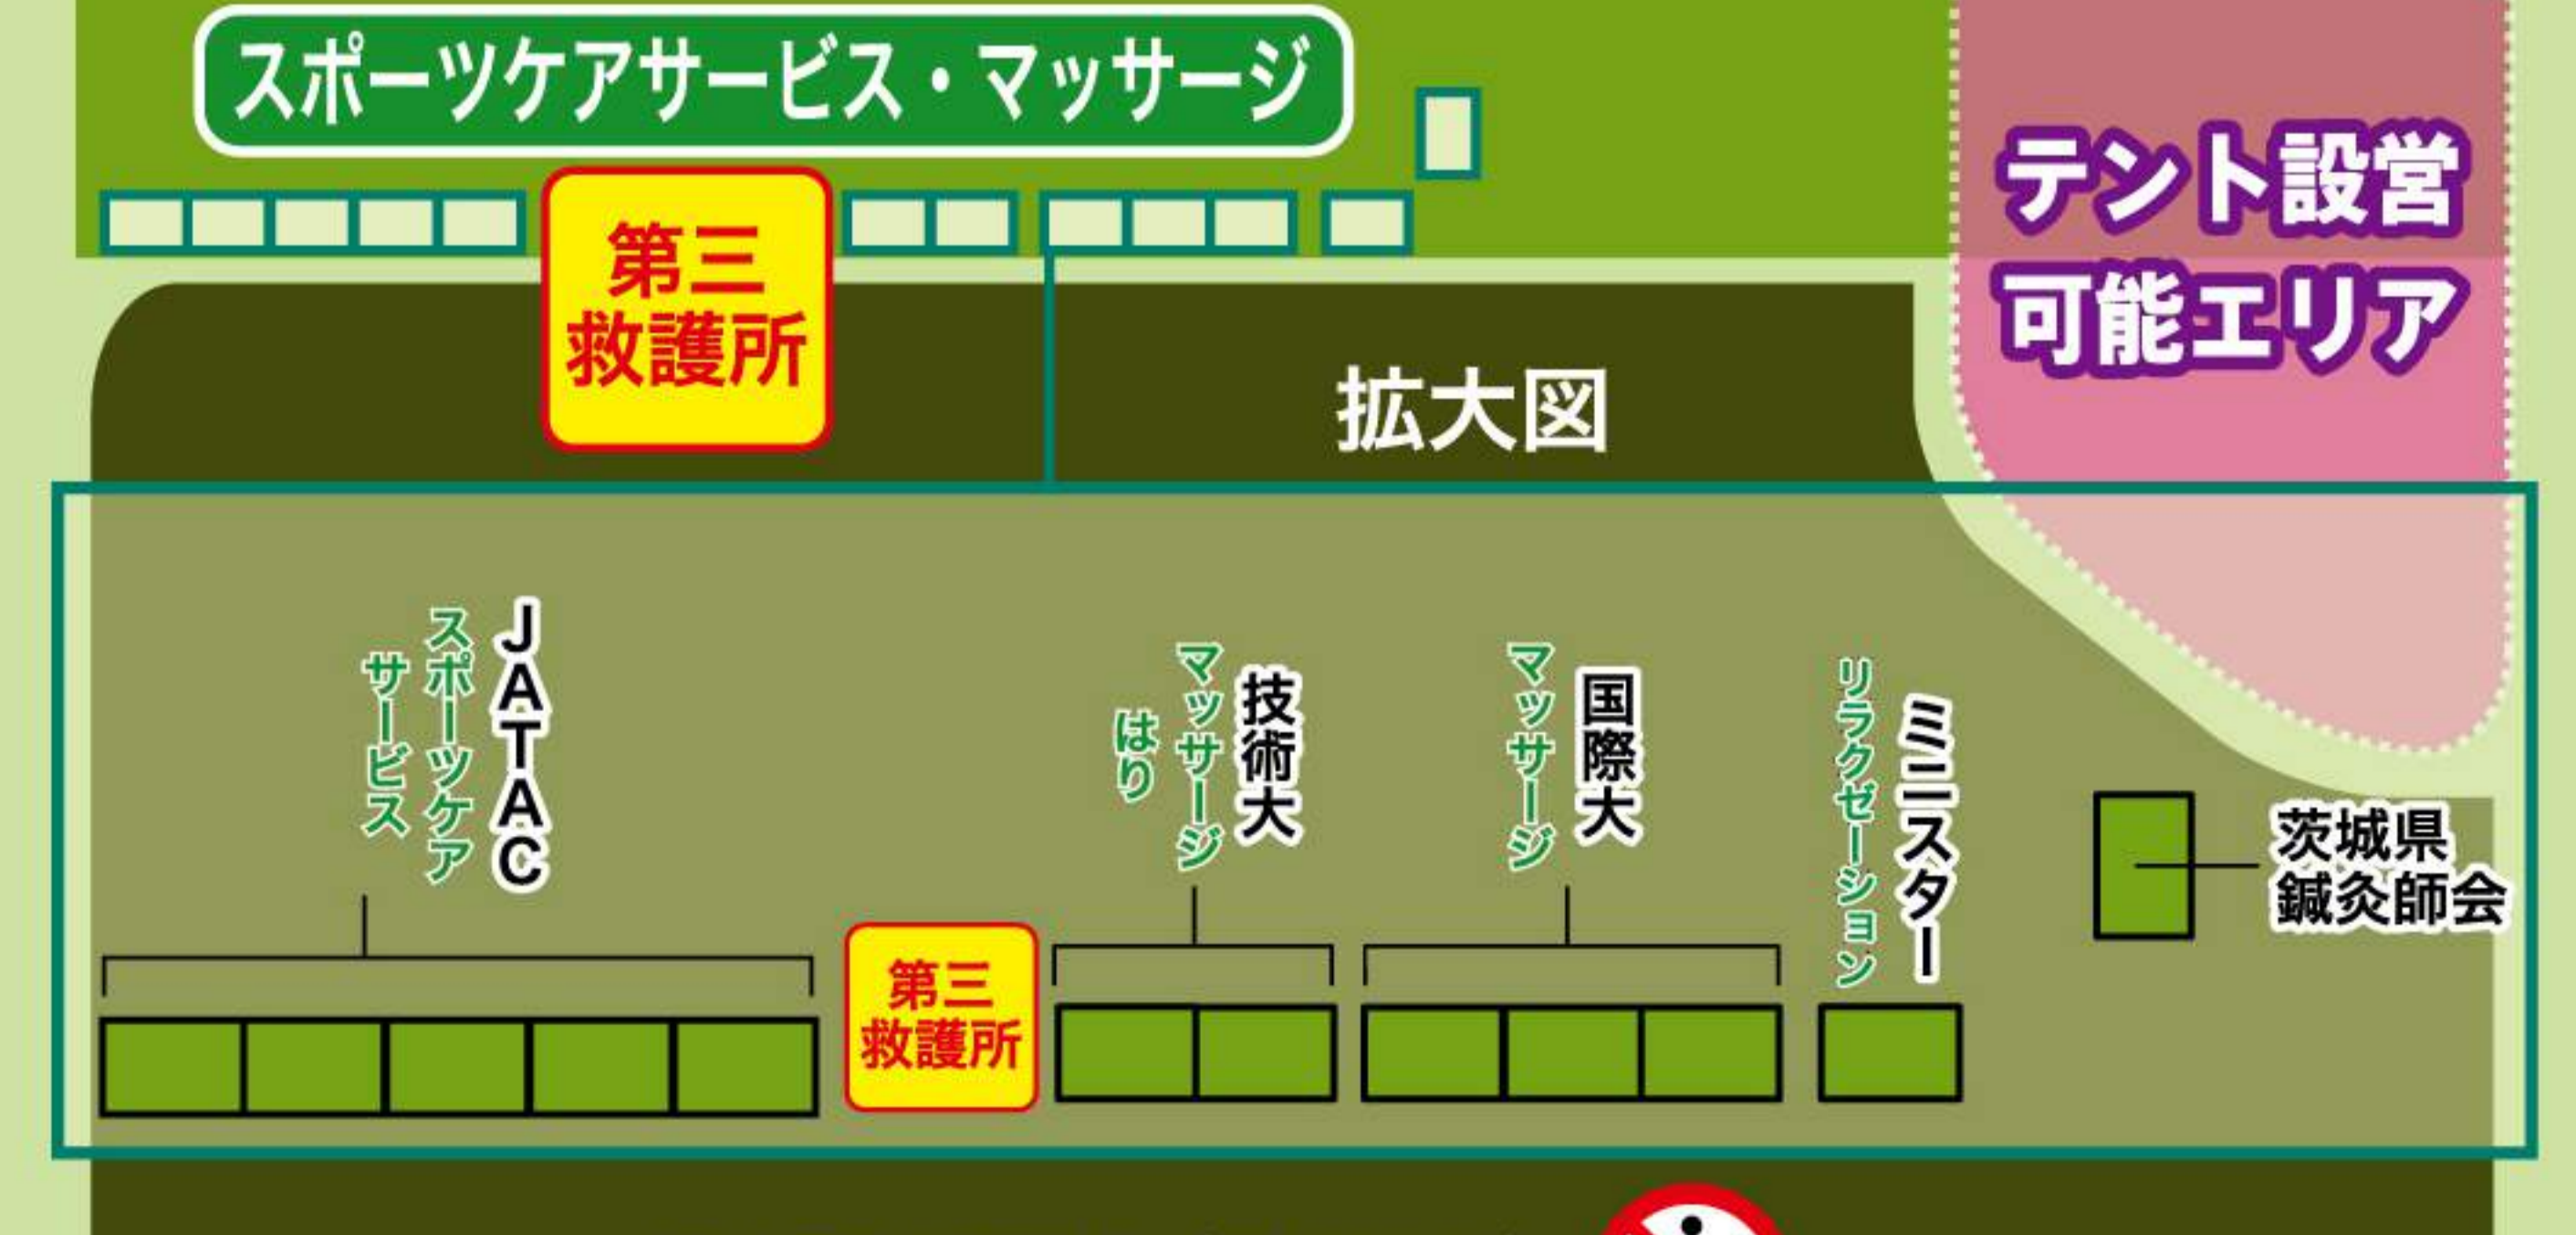 スポーツケアサービス・マッサージ
テント設営
可能エリア
第三
救護所
拡大図
JATAC
スポーツケア
サービス
技術大
マッサージ
はり
国際大
マッサージ
ミニスター
リラクゼーション
茨城県
鍼灸師会
第三
救護所